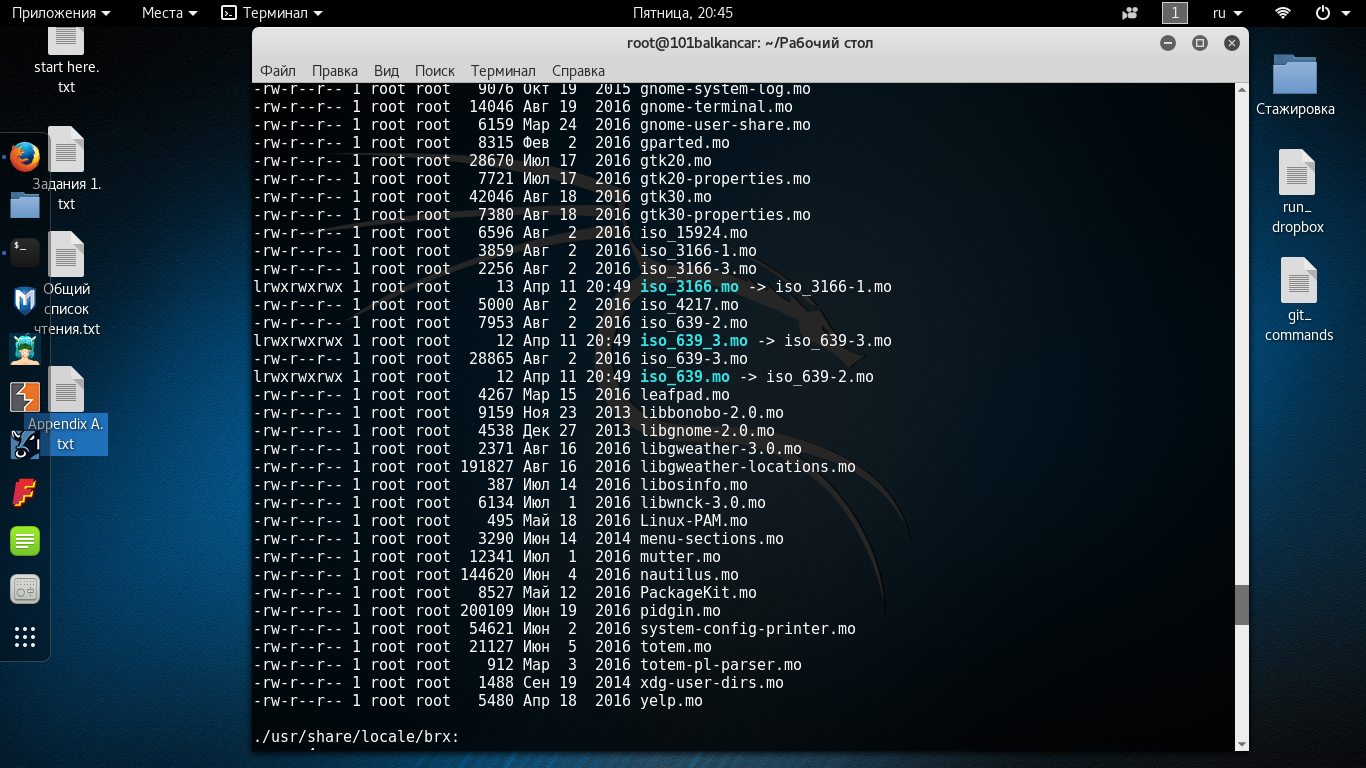 Приложения Места Терминал Пятница, 20:45 1 ru
root@101balkancar: ~/Рабочий стол
Файл Правка Вид Поиск Терминал Справка
start here.
txt
Задания 1.
txt
Общий
список
чтения.txt
Appendix A.
txt
-rw-r--r-- 1 root root 9076 Окт 19 2015 gnome-system-log.mo
-rw-r--r-- 1 root root 14046 Авг 19 2016 gnome-terminal.mo
-rw-r--r-- 1 root root 6159 Мар 24 2016 gnome-user-share.mo
-rw-r--r-- 1 root root 8315 Фев 2 2016 gparted.mo
-rw-r--r-- 1 root root 28670 Июл 17 2016 gtk20.mo
-rw-r--r-- 1 root root 7721 Июл 17 2016 gtk20-properties.mo
-rw-r--r-- 1 root root 42046 Авг 18 2016 gtk30.mo
-rw-r--r-- 1 root root 7380 Авг 18 2016 gtk30-properties.mo
-rw-r--r-- 1 root root 6596 Авг 2 2016 iso_15924.mo
-rw-r--r-- 1 root root 3859 Авг 2 2016 iso_3166-1.mo
-rw-r--r-- 1 root root 2256 Авг 2 2016 iso_3166-3.mo
lrwxrwxrwx 1 root root 13 Апр 11 20:49 iso_3166.mo -> iso_3166-1.mo
-rw-r--r-- 1 root root 5000 Авг 2 2016 iso_4217.mo
-rw-r--r-- 1 root root 7953 Авг 2 2016 iso_639-2.mo
lrwxrwxrwx 1 root root 12 Апр 11 20:49 iso_639_3.mo -> iso_639-3.mo
-rw-r--r-- 1 root root 28865 Авг 2 2016 iso_639-3.mo
lrwxrwxrwx 1 root root 12 Апр 11 20:49 iso_639.mo -> iso_639-2.mo
-rw-r--r-- 1 root root 4267 Мар 15 2016 leafpad.mo
-rw-r--r-- 1 root root 9159 Ноя 23 2013 libbonobo-2.0.mo
-rw-r--r-- 1 root root 4538 Дек 27 2013 libgnome-2.0.mo
-rw-r--r-- 1 root root 2371 Авг 16 2016 libgweather-3.0.mo
-rw-r--r-- 1 root root 191827 Авг 16 2016 libgweather-locations.mo
-rw-r--r-- 1 root root 387 Июл 14 2016 libosinfo.mo
-rw-r--r-- 1 root root 6134 Июл 1 2016 libwnck-3.0.mo
-rw-r--r-- 1 root root 495 Май 18 2016 Linux-PAM.mo
-rw-r--r-- 1 root root 3290 Июн 14 2014 menu-sections.mo
-rw-r--r-- 1 root root 12341 Июл 1 2016 mutter.mo
-rw-r--r-- 1 root root 144620 Июн 4 2016 nautilus.mo
-rw-r--r-- 1 root root 8527 Май 12 2016 PackageKit.mo
-rw-r--r-- 1 root root 200109 Июн 19 2016 pidgin.mo
-rw-r--r-- 1 root root 54621 Июн 2 2016 system-config-printer.mo
-rw-r--r-- 1 root root 21127 Июн 5 2016 totem.mo
-rw-r--r-- 1 root root 912 Мар 3 2016 totem-pl-parser.mo
-rw-r--r-- 1 root root 1488 Сен 19 2014 xdg-user-dirs.mo
-rw-r--r-- 1 root root 5480 Апр 18 2016 yelp.mo
./usr/share/locale/brx:
Стажировка
run_
dropbox
git_
commands